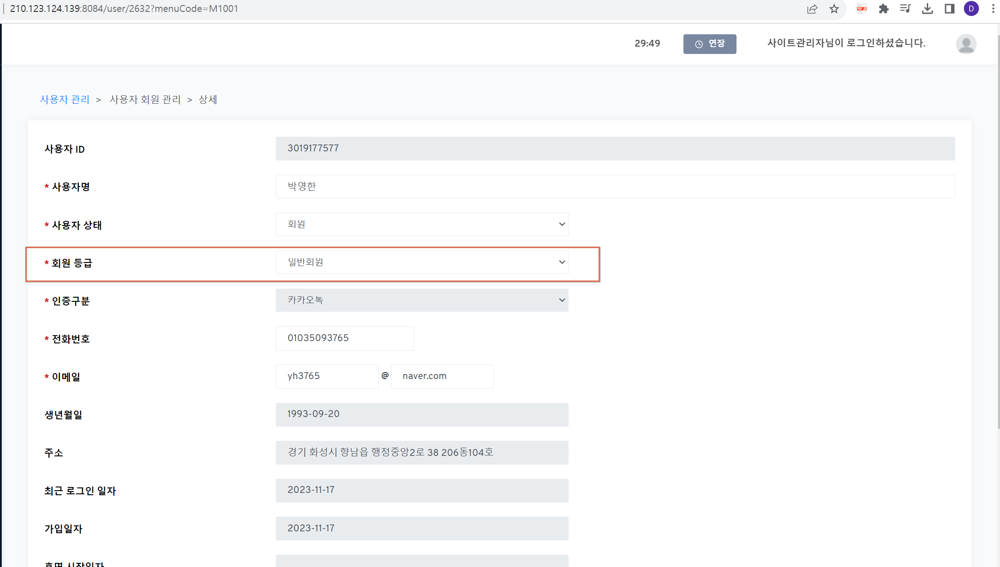 210.123.124.139:8084/user/2632?menuCode=M1001
PDF JS
D
29:49
연장
사이트관리자님이 로그인하셨습니다.
사용자 관리 > 사용자 회원 관리 > 상세
사용자 ID
3019177577
* 사용자명
박영한
* 사용자 상태
회원
* 회원 등급
일반회원
* 인증구분
카카오톡
* 전화번호
01035093765
* 이메일
yh3765 @ naver.com
생년월일
1993-09-20
주소
경기 화성시 향남읍 행정중앙2로 38 206동104호
최근 로그인 일자
2023-11-17
가입일자
2023-11-17
휴면 시작일자